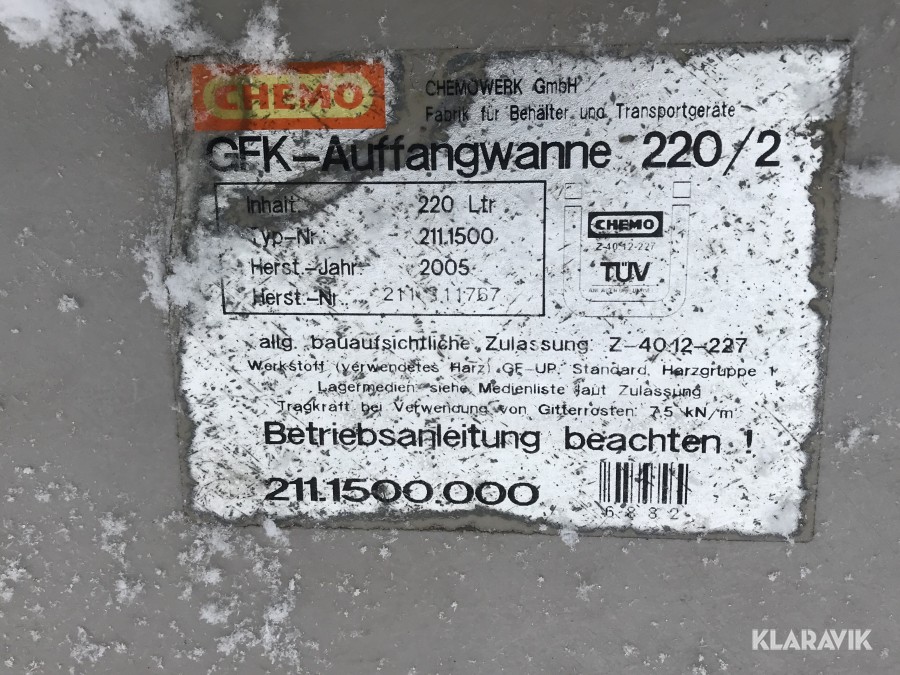 CHEMO
CHEMOWERK GmbH
Fabrik für Behälter und Transportgeräte
GFK-Auffangwanne 220/2
Inhalt: 220 Ltr
Typ-Nr.: 211.1500
Herst.-Jahr: 2005
Herst.-Nr.:
CHEMO
Z-40.12-227
TÜV
allg. bauaufsichtliche Zulassung: Z-40.12-227
Werkstoff (verwendetes Harz) GF-UP, Standard, Harzgruppe 1
Lagermedien: siehe Medienliste laut Zulassung
Tragkraft bei Verwendung von Gitterrosten: 7,5 kN/m
Betriebsanleitung beachten !
211.1500.000
6882
KLARAVIK